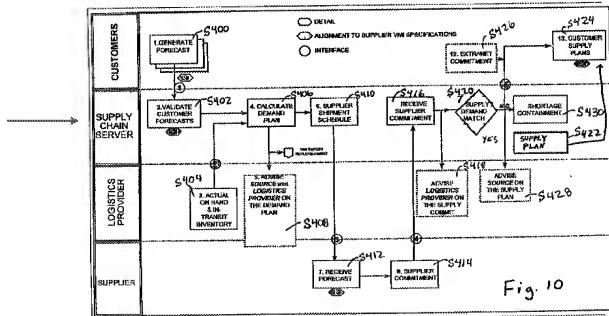 CUSTOMERS
SUPPLY CHAIN SERVER
LOGISTICS PROVIDER
SUPPLIER
DETAIL
ALIGNMENT TO SUPPLIER VMI SPECIFICATIONS
INTERFACE
1.GENERATE
FORECAST
S400
S402
CUSTOMER
FORECASTS
3. ACTUAL
ON HAND
& IN-
TRANSIT
INVENTORY
S404
4. CALCULATE
DEMAND
PLAN
S406
5. ADVISE
SOURCE and
LOGISTICS
PROVIDER ON
THE DEMAND
PLAN
S408
SUPPLIER
SHIPMENT
SCHEDULE
S410
7. RECEIVE
FORECAST
S412
SUPPLIER
COMMITMENT
S414
RECEIVE
SUPPLIER
COMMITMENT
S416
ADVISE
LOGISTICS
PROVIDER ON
THE SUPPLY
COMMIT
SUPPLY
DEMAND
MATCH
S420
YES
12. EXTRANET
COMMITMENT
S426
13. CUSTOMER
SUPPLY PLANS
S424
SHORTAGE
CONTAINMENT
S430
SUPPLY
PLAN
S422
ADVISE SOURCE
ON THE SUPPLY
PLAN
S428
Fig. 10